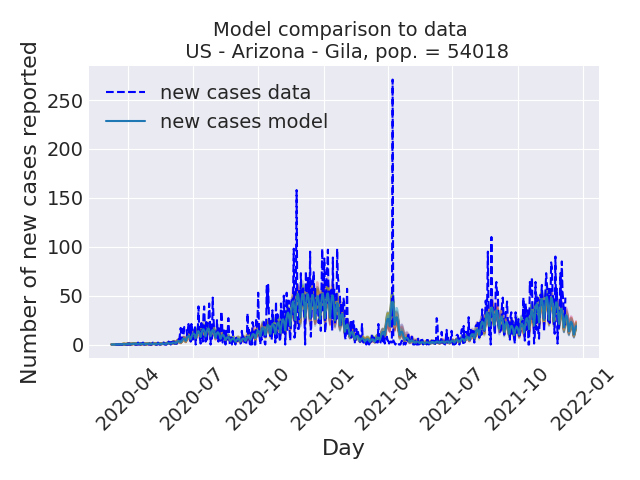 Model comparison to data
US - Arizona - Gila, pop. = 54018
new cases data
new cases model
Number of new cases reported
250
200
150
100
50
0
2020-04
2020-07
2020-10
2021-01
2021-04
2021-07
2021-10
2022-01
Day